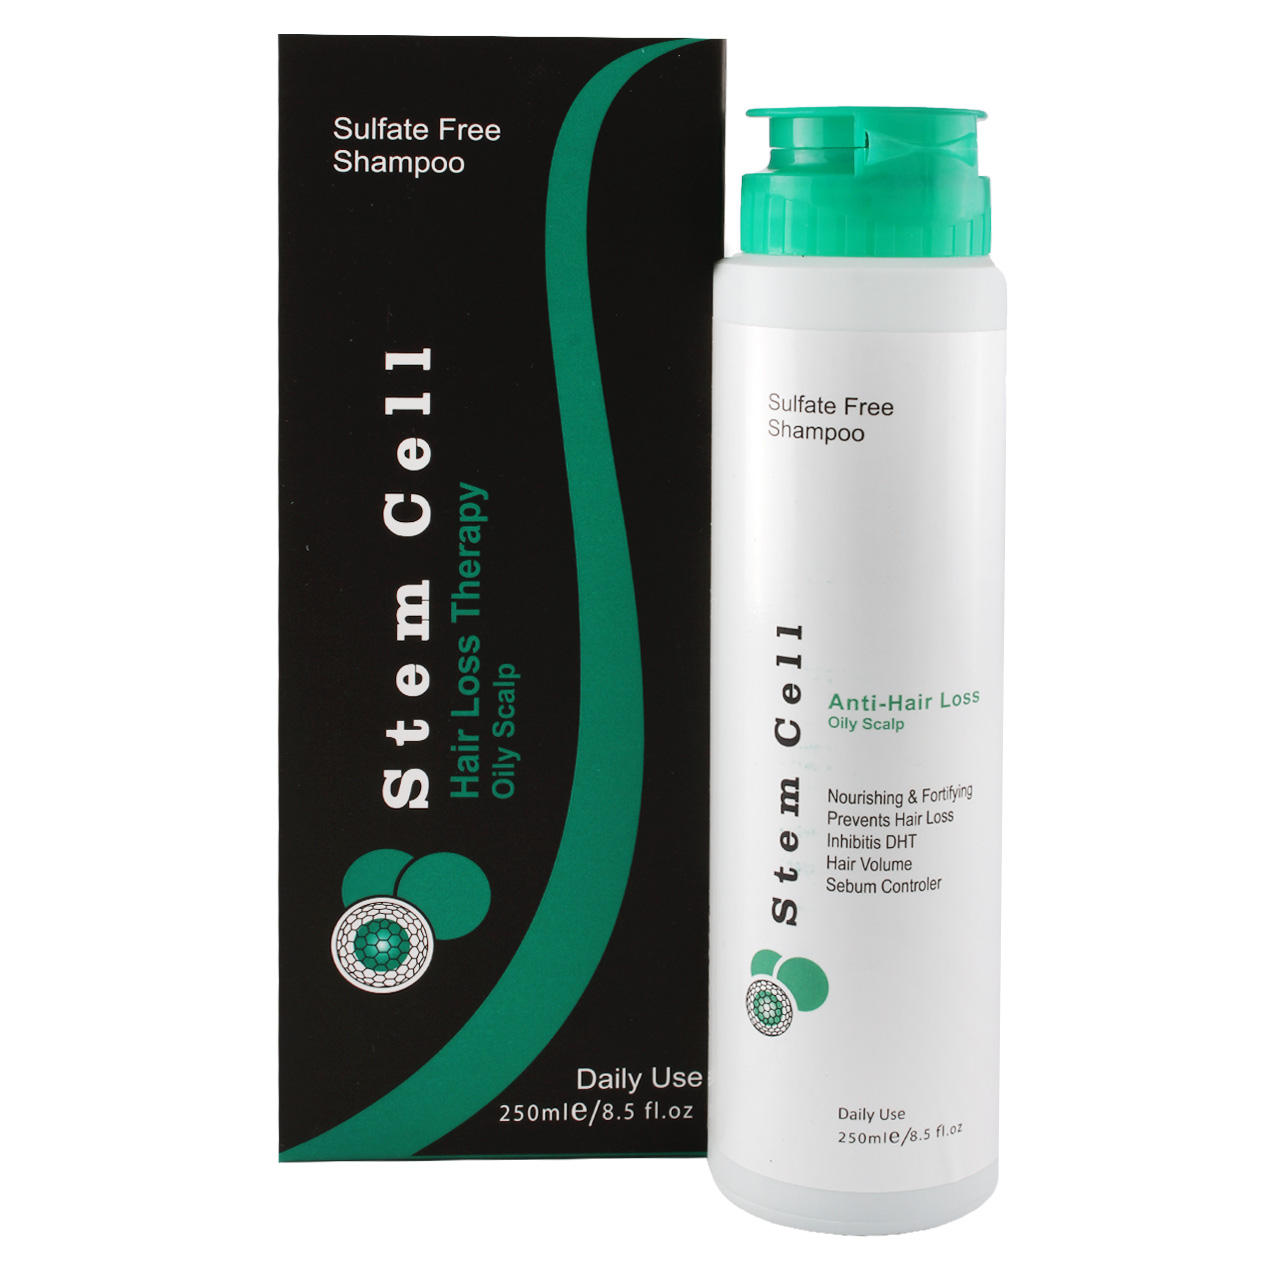 Sulfate Free
Shampoo
Stem Cell
Hair Loss Therapy
Oily Scalp
Daily Use
250mle/8.5 fl.oz
Sulfate Free
Shampoo
Stem Cell
Anti-Hair Loss
Oily Scalp
Nourishing & Fortifying
Prevents Hair Loss
Inhibitis DHT
Hair Volume
Sebum Controler
Daily Use
250mle/8.5 fl.oz